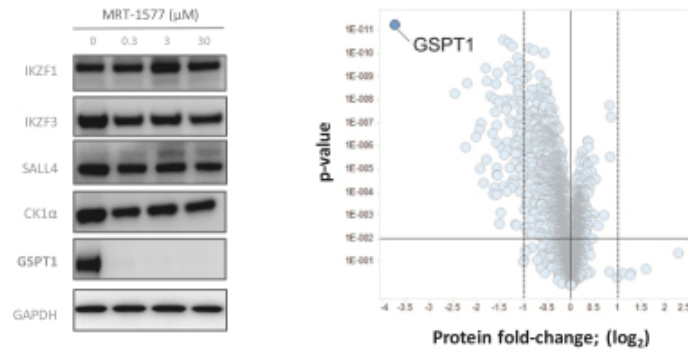 MRT-1577 (μM)
0 0.3 3 30
IKZF1
IKZF3
SALL4
CK1α
GSPT1
GAPDH
p-value
1E-011
1E-010
1E-009
1E-008
1E-007
1E-006
1E-005
1E-004
1E-003
1E-002
1E-001
GSPT1
-4 -3.5 -3 -2.5 -2 -1.5 -1 -0.5 0 0.5 1 1.5 2 2.5
Protein fold-change; (log₂)